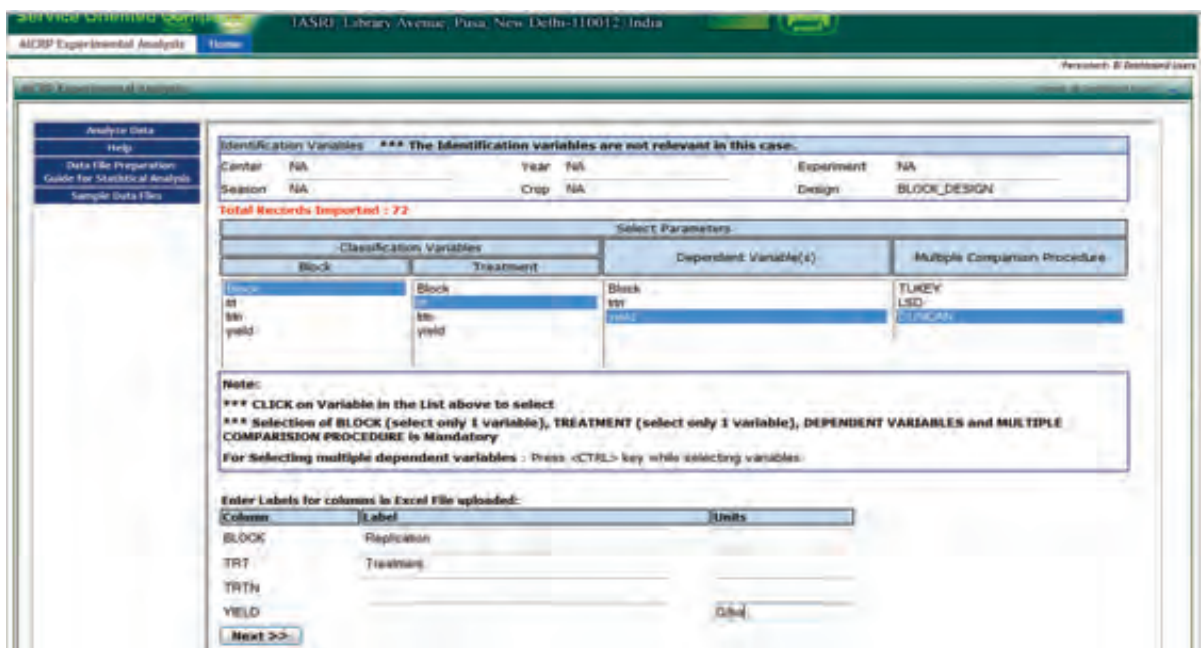 Service Oriented Comp
IASRI, Library Avenue, Pusa, New Delhi-110012, India
AICRP Experimental Analysis Home
Analyze Data
Help
Data File Preparation
Guide for Statistical Analysis
Sample Data Files
Identification Variables *** The Identification variables are not relevant in this case.
Center NA Year NA Experiment NA
Season NA Crop NA Design BLOCK_DESIGN
Total Records Imported : 72
Select Parameters
Classification Variables Dependent Variable(s) Multiple Comparison Procedure
Block Treatment
Block Block Block TUKEY
trt trt trtn LSD
trtn trtn yield DUNCAN
yield yield
Note:
*** CLICK on Variable in the List above to select
*** Selection of BLOCK (select only 1 variable), TREATMENT (select only 1 variable), DEPENDENT VARIABLES and MULTIPLE
COMPARISION PROCEDURE is Mandatory
For Selecting multiple dependent variables : Press <CTRL> key while selecting variables
Enter Labels for columns in Excel File uploaded:
Column Label Units
BLOCK Replication
TRT Treatment
TRTN
YIELD
Next >>